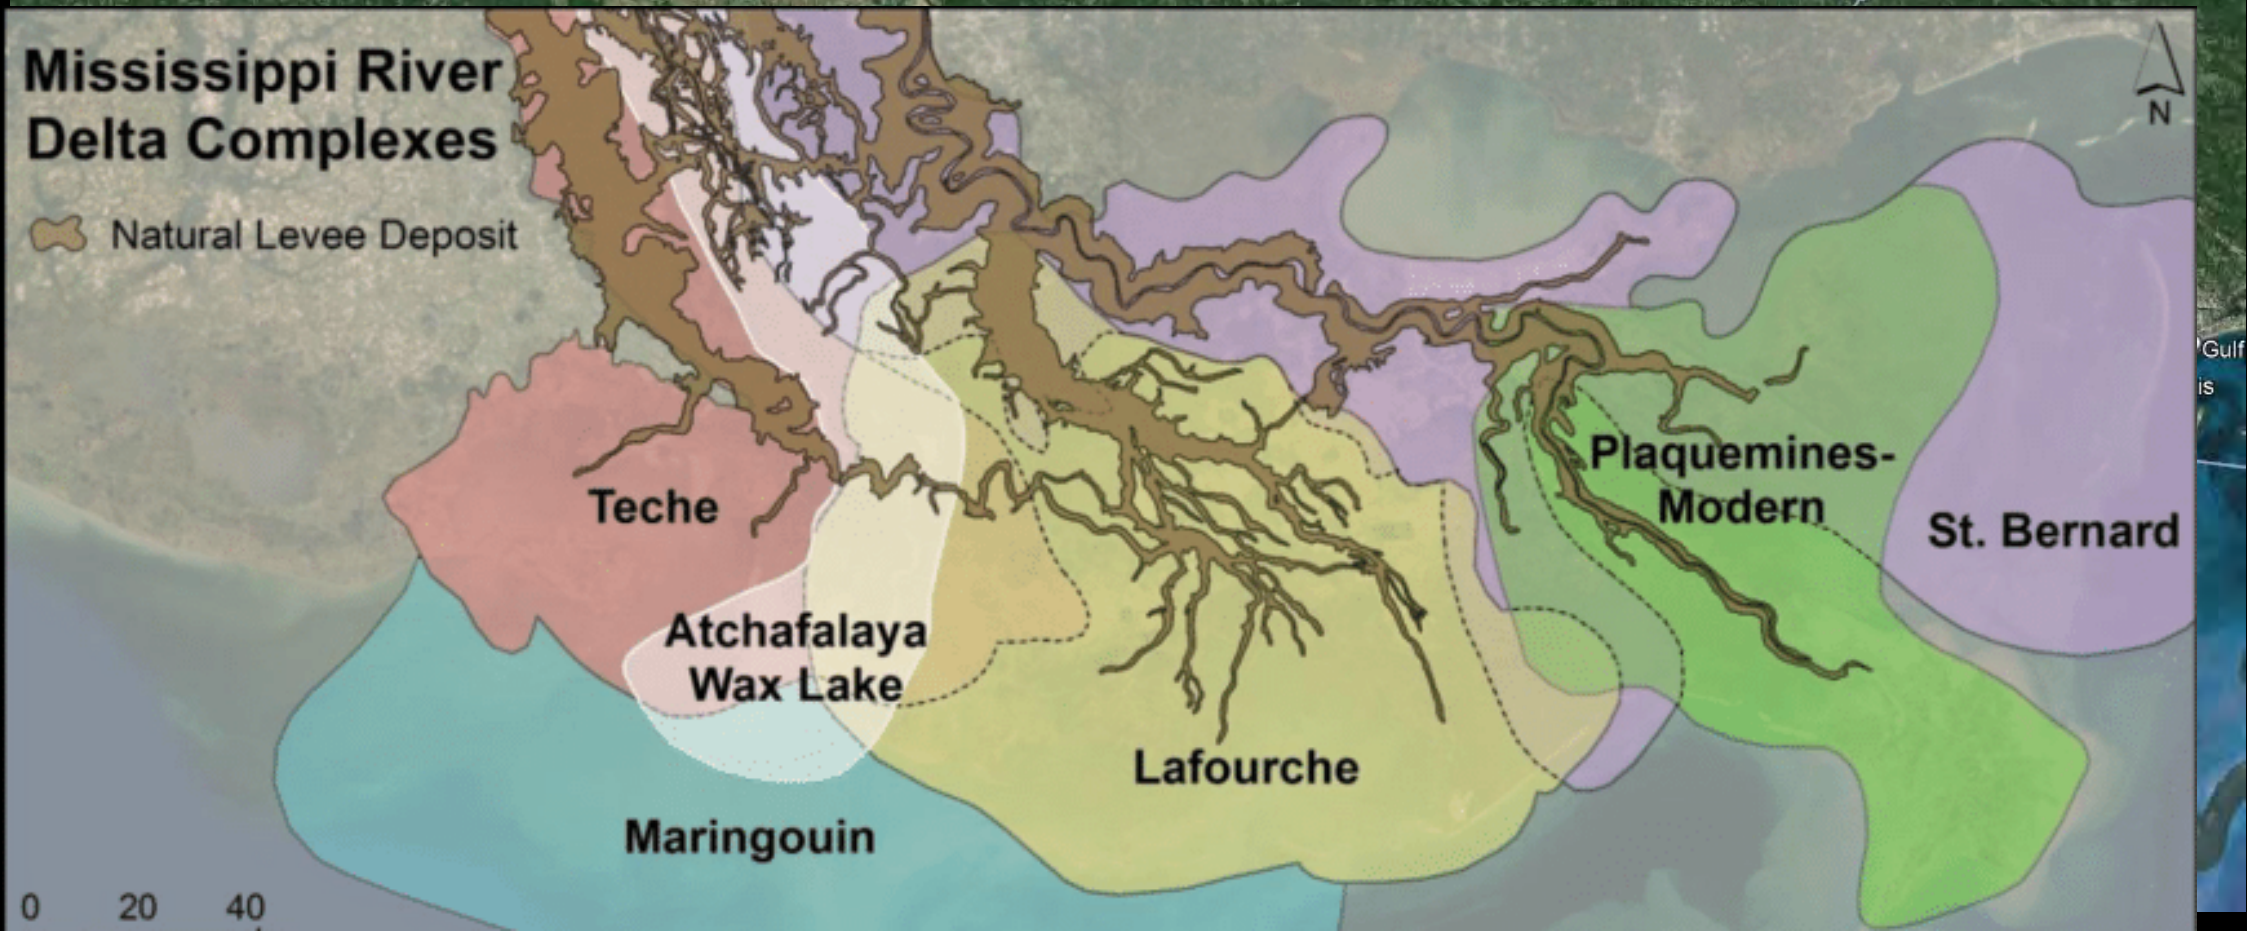 Mississippi River
Delta Complexes
Natural Levee Deposit
N
Gulf
is
Plaquemines-
Modern
Teche
St. Bernard
Atchafalaya
Wax Lake
Lafourche
Maringouin
0 20 40